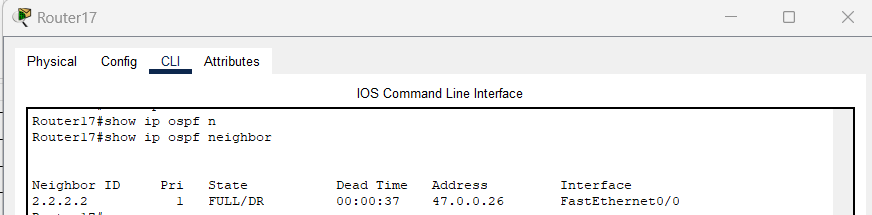 Router17
Physical Config CLI Attributes
IOS Command Line Interface
Router17#show ip ospf n
Router17#show ip ospf neighbor
Neighbor ID Pri State Dead Time Address Interface
2.2.2.2 1 FULL/DR 00:00:37 47.0.0.26 FastEthernet0/0